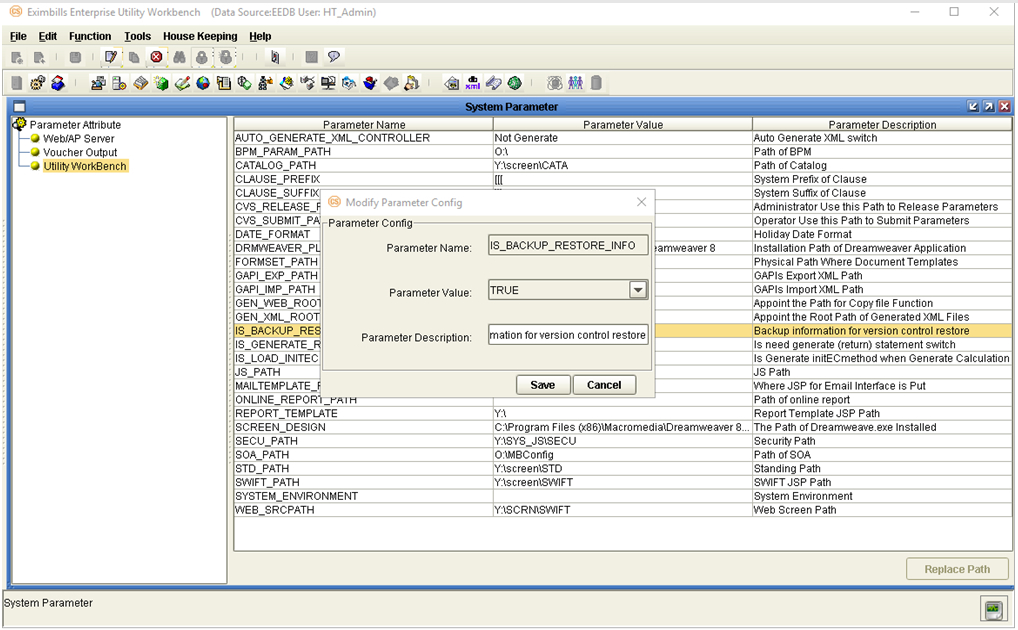 Eximbills Enterprise Utility Workbench (Data Source:EEDB User: HT_Admin)
File Edit Function Tools House Keeping Help
System Parameter
Parameter Attribute
Web/AP Server
Voucher Output
Utility WorkBench
Parameter Name Parameter Value Parameter Description
AUTO_GENERATE_XML_CONTROLLER Not Generate Auto Generate XML switch
BPM_PARAM_PATH O:\ Path of BPM
CATALOG_PATH Y:\screen\CATA Path of Catalog
CLAUSE_PREFIX [[[ System Prefix of Clause
CLAUSE_SUFFIX System Suffix of Clause
CVS_RELEASE_F Administrator Use this Path to Release Parameters
CVS_SUBMIT_PA Operator Use this Path to Submit Parameters
DATE_FORMAT Holiday Date Format
DRMWEAVER_PL eamweaver 8 Installation Path of Dreamweaver Application
FORMSET_PATH Physical Path Where Document Templates
GAPI_EXP_PATH GAPIs Export XML Path
GAPI_IMP_PATH GAPIs Import XML Path
GEN_WEB_ROOT Appoint the Path for Copy file Function
GEN_XML_ROOT Appoint the Root Path of Generated XML Files
IS_BACKUP_RES Backup information for version control restore
IS_GENERATE_R Is need generate (return) statement switch
IS_LOAD_INITEC Is Generate initECmethod when Generate Calculation
JS_PATH JS Path
MAILTEMPLATE_F Where JSP for Email Interface is Put
ONLINE_REPORT_PATH Path of online report
REPORT_TEMPLATE Y:\ Report Template JSP Path
SCREEN_DESIGN C:\Program Files (x86)\Macromedia\Dreamweaver 8... The Path of Dreamweave.exe Installed
SECU_PATH Y:\SYS_JS\SECU Security Path
SOA_PATH O:\MBConfig Path of SOA
STD_PATH Y:\screen\STD Standing Path
SWIFT_PATH Y:\screen\SWIFT SWIFT JSP Path
SYSTEM_ENVIRONMENT System Environment
WEB_SRCPATH Y:\SCRN\SWIFT Web Screen Path
Modify Parameter Config
Parameter Config
Parameter Name: IS_BACKUP_RESTORE_INFO
Parameter Value: TRUE
Parameter Description: mation for version control restore
Save Cancel
Replace Path
System Parameter